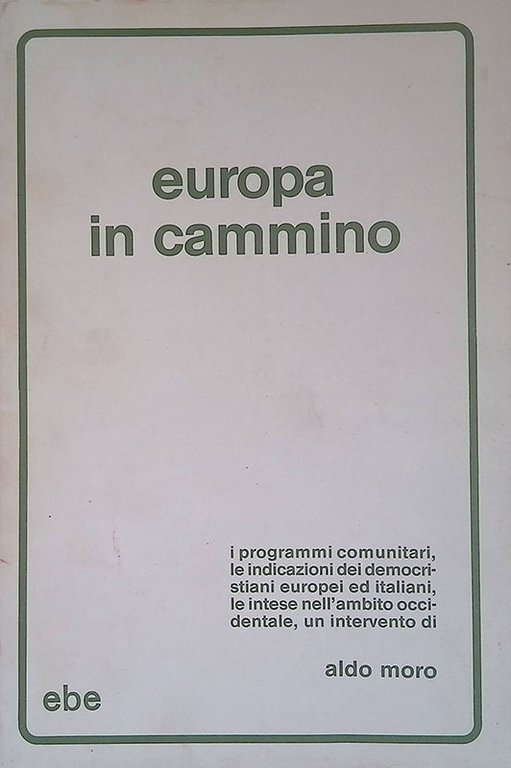 europa
in cammino
i programmi comunitari,
le indicazioni dei democri-
stiani europei ed italiani,
le intese nell'ambito occi-
dentale, un intervento di
aldo moro
ebe